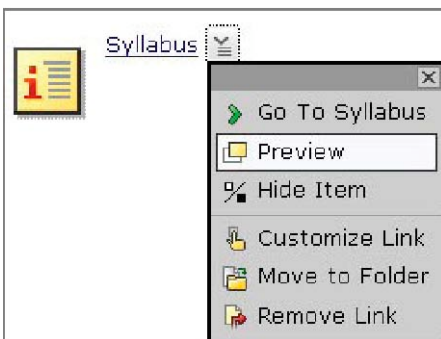 Syllabus
Go To Syllabus
Preview
Hide Item
Customize Link
Move to Folder
Remove Link